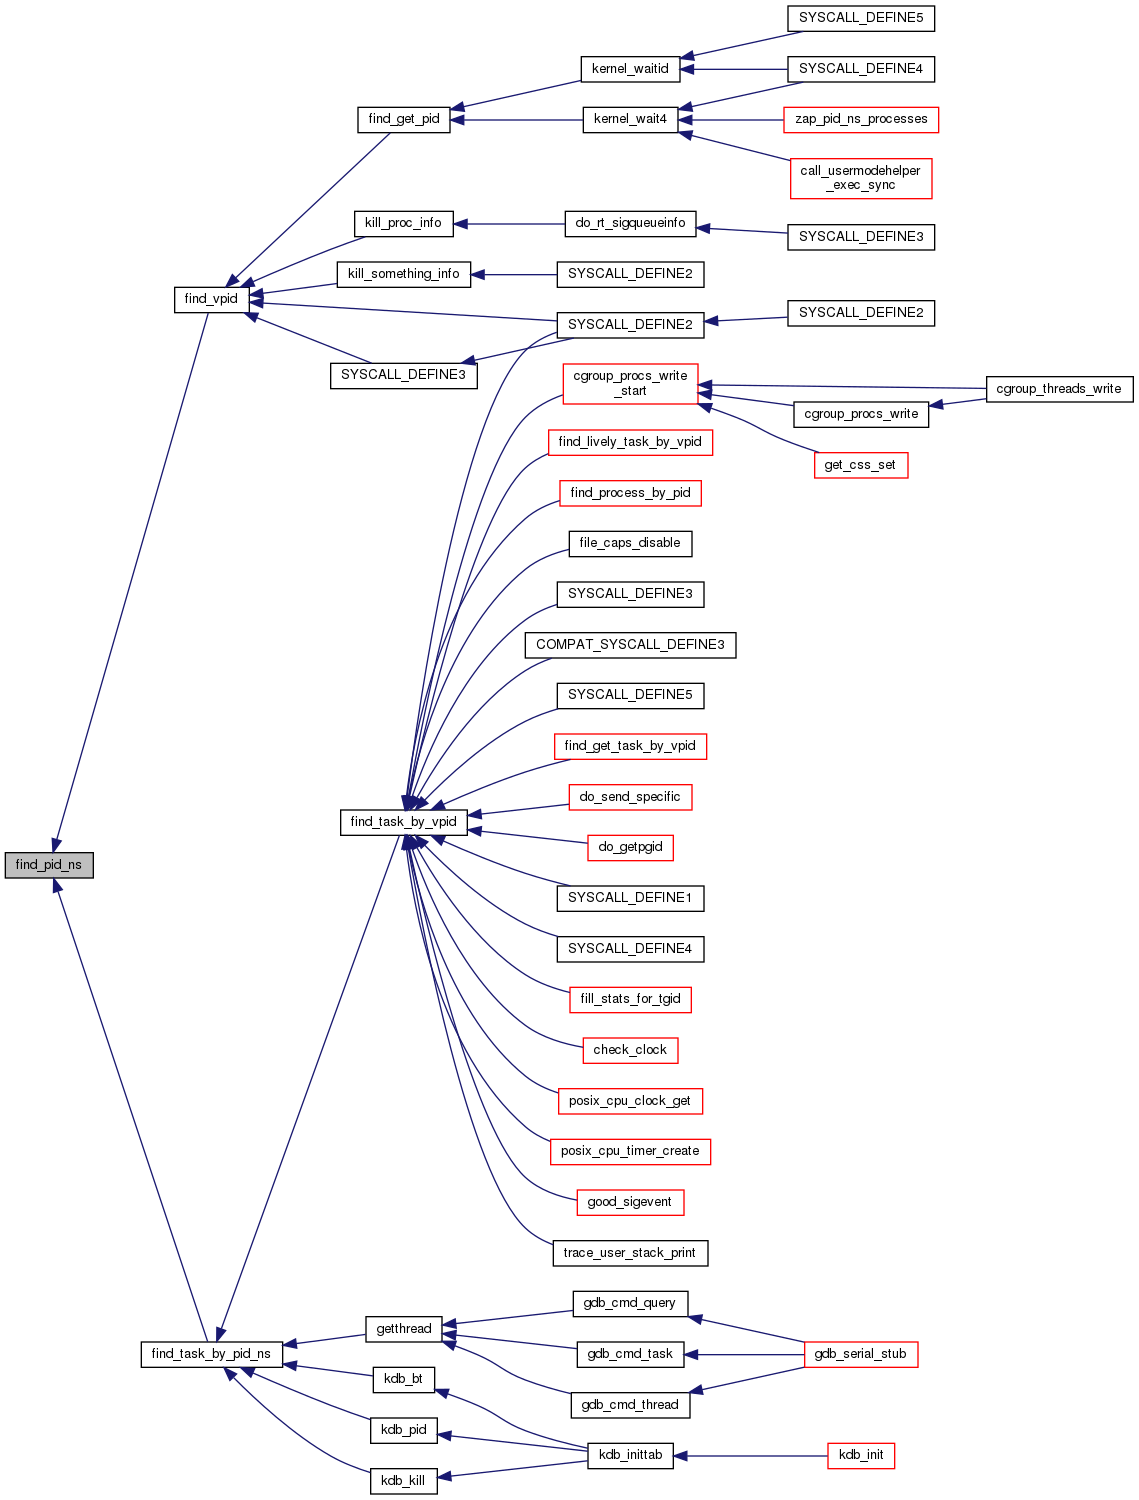 SYSCALL_DEFINE5
kernel_waitid
SYSCALL_DEFINE4
find_get_pid
kernel_wait4
zap_pid_ns_processes
call_usermodehelper
_exec_sync
kill_proc_info
do_rt_sigqueueinfo
SYSCALL_DEFINE3
kill_something_info
SYSCALL_DEFINE2
find_vpid
SYSCALL_DEFINE2
SYSCALL_DEFINE2
SYSCALL_DEFINE3
cgroup_procs_write
_start
cgroup_threads_write
cgroup_procs_write
find_lively_task_by_vpid
get_css_set
find_process_by_pid
file_caps_disable
SYSCALL_DEFINE3
COMPAT_SYSCALL_DEFINE3
SYSCALL_DEFINE5
find_get_task_by_vpid
do_send_specific
find_task_by_vpid
do_getpgid
find_pid_ns
SYSCALL_DEFINE1
SYSCALL_DEFINE4
fill_stats_for_tgid
check_clock
posix_cpu_clock_get
posix_cpu_timer_create
good_sigevent
trace_user_stack_print
gdb_cmd_query
getthread
find_task_by_pid_ns
gdb_cmd_task
gdb_serial_stub
kdb_bt
gdb_cmd_thread
kdb_pid
kdb_inittab
kdb_init
kdb_kill